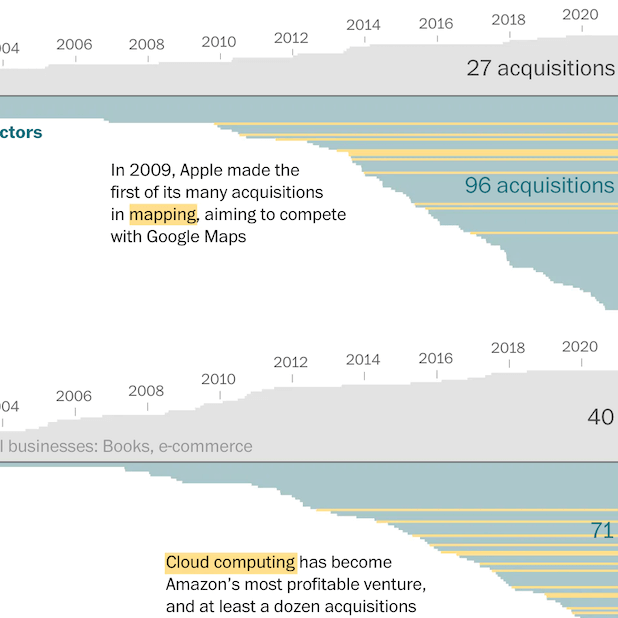 04 2006 2008 2010 2012 2014 2016 2018 2020
27 acquisitions
ctors
In 2009, Apple made the
first of its many acquisitions
in mapping, aiming to compete
with Google Maps
96 acquisitions
04 2006 2008 2010 2012 2014 2016 2018 2020
40
l businesses: Books, e-commerce
71
Cloud computing has become
Amazon’s most profitable venture,
and at least a dozen acquisitions